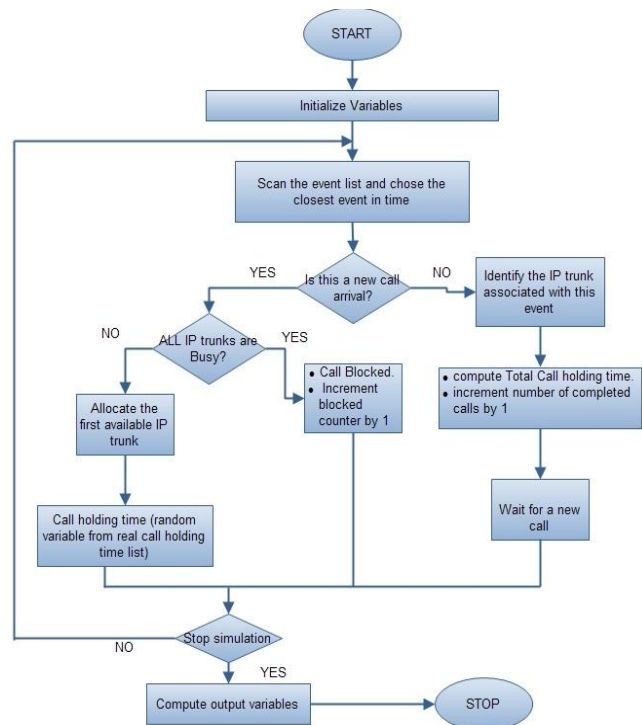 START
Initialize Variables
Scan the event list and chose the
closest event in time
YES
Is this a new call
arrival?
NO
Identify the IP trunk
associated with this
event
NO
ALL IP trunks are
Busy?
YES
• Call Blocked.
• Increment
blocked
counter by 1
• compute Total Call holding time.
• increment number of completed
calls by 1
Allocate the
first available IP
trunk
Wait for a new
call
Call holding time (random
variable from real call holding
time list)
Stop simulation
NO
YES
Compute output variables
STOP